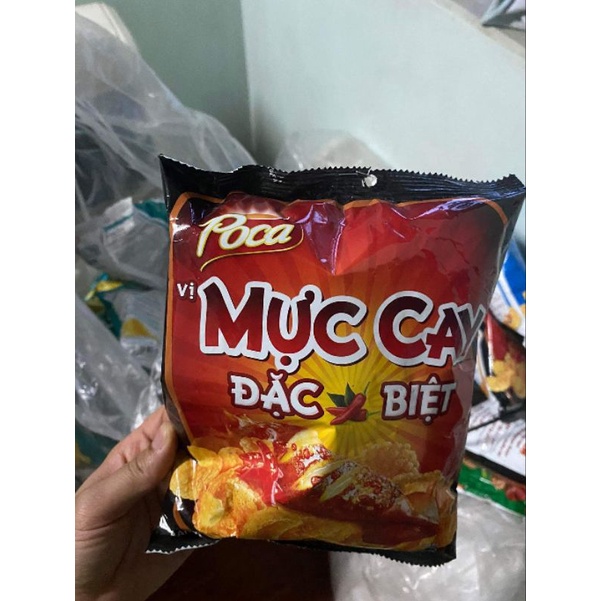 Poca
Vị
MỰC CAY
ĐẶC BIỆT